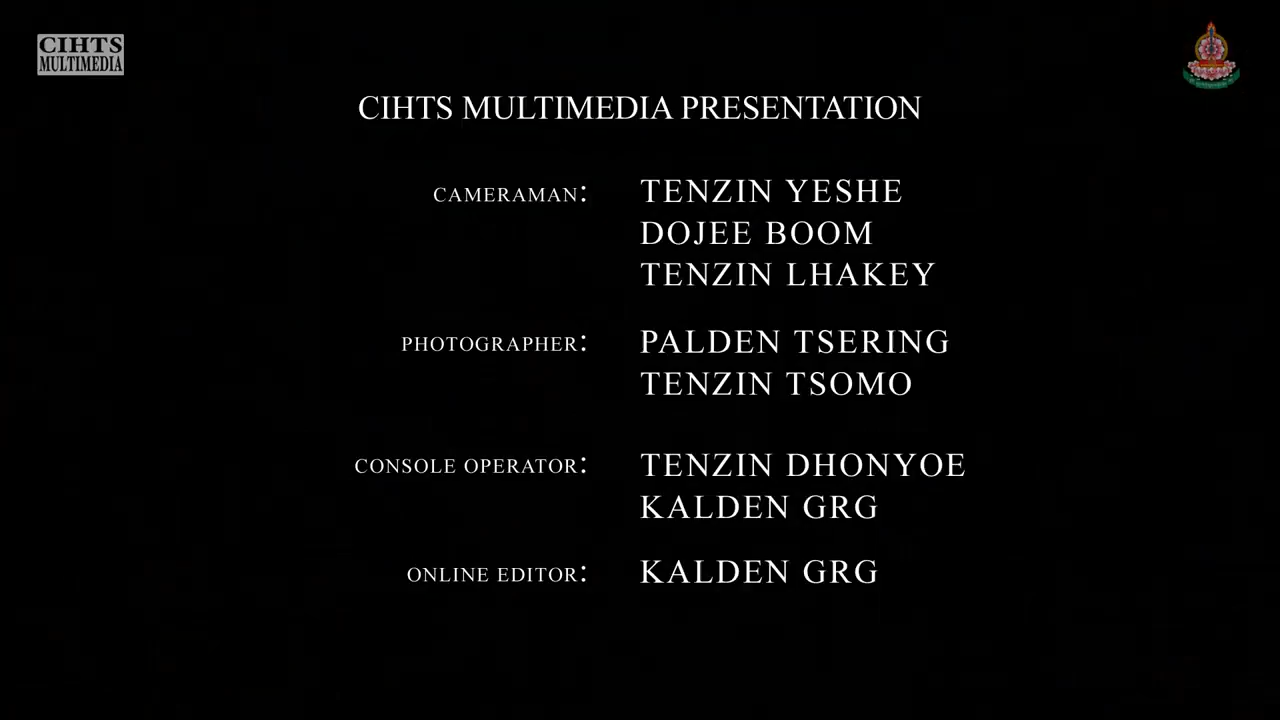 CIHTS
MULTIMEDIA
CIHTS MULTIMEDIA PRESENTATION
CAMERAMAN: TENZIN YESHE
DOJEE BOOM
TENZIN LHAKEY
PHOTOGRAPHER: PALDEN TSERING
TENZIN TSOMO
CONSOLE OPERATOR: TENZIN DHONYOE
KALDEN GRG
ONLINE EDITOR: KALDEN GRG